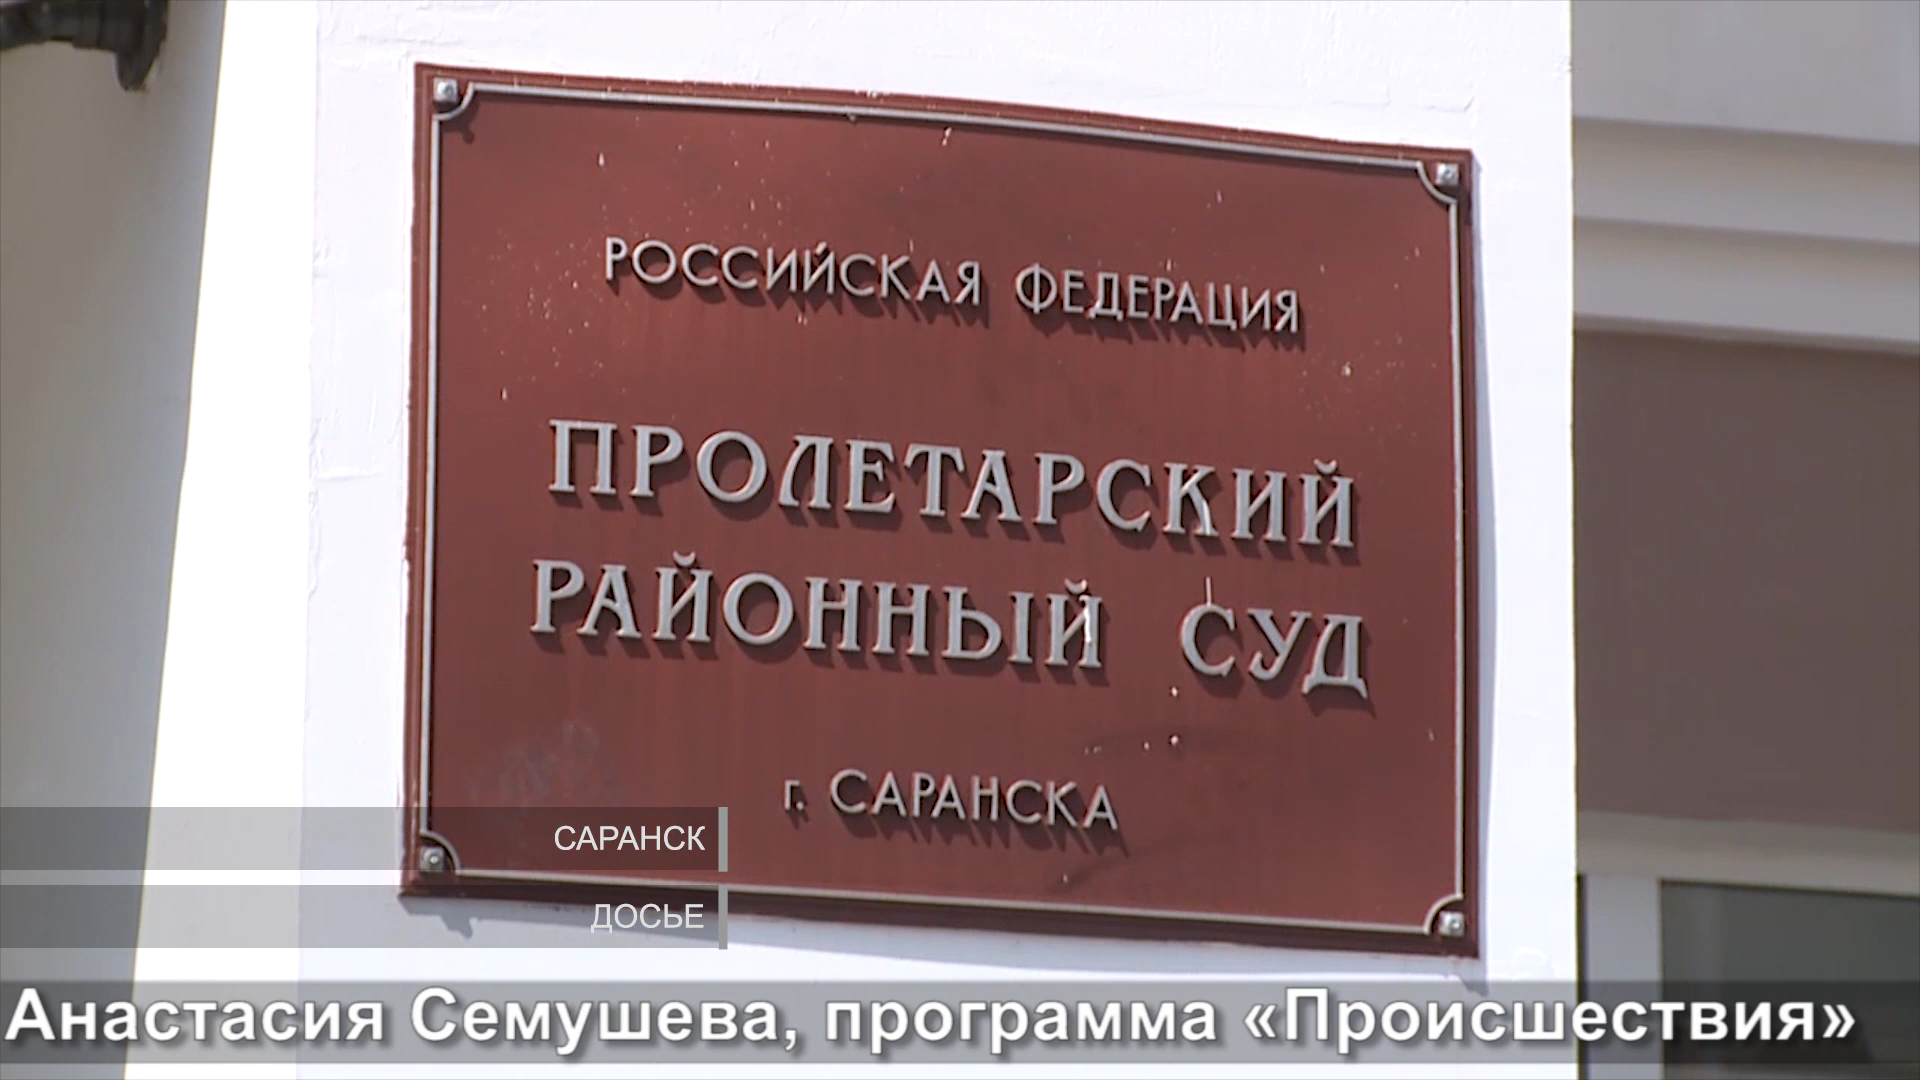 РОССИЙСКАЯ ФЕДЕРАЦИЯ
ПРОЛЕТАРСКИЙ
РАЙОННЫЙ СУД
г. САРАНСКА
САРАНСК
ДОСЬЕ
Анастасия Семушева, программа «Происшествия»